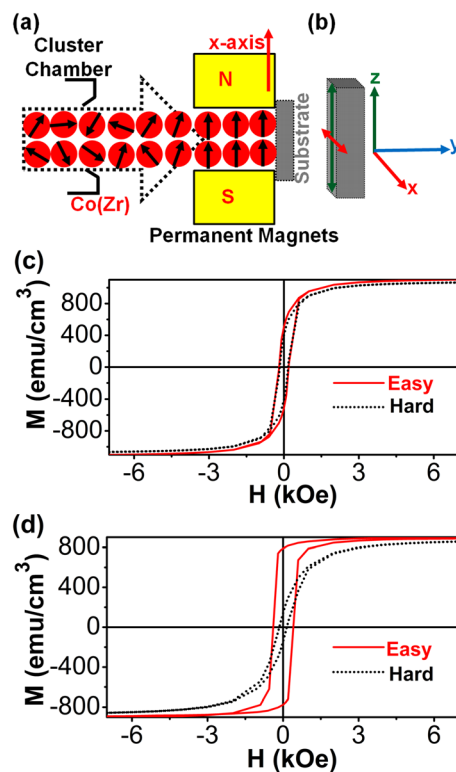 (a)
Cluster
Chamber
x-axis
N
S
Co(Zr)
Substrate
Permanent Magnets
(b)
z
y
x
(c)
M (emu/cm³)
800
400
0
-400
-800
Easy
Hard
-6 -3 0 3 6
H (kOe)
(d)
M (emu/cm³)
800
400
0
-400
-800
Easy
Hard
-6 -3 0 3 6
H (kOe)